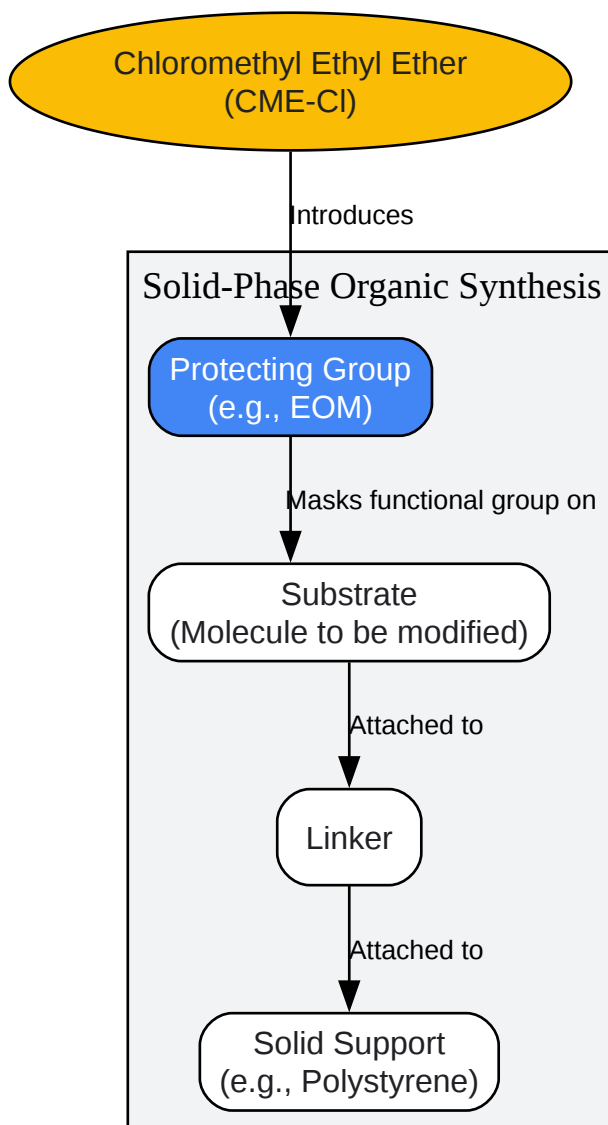 Chloromethyl Ethyl Ether
(CME-Cl)
Introduces
Solid-Phase Organic Synthesis
Protecting Group
(e.g., EOM)
Masks functional group on
Substrate
(Molecule to be modified)
Attached to
Linker
Attached to
Solid Support
(e.g., Polystyrene)